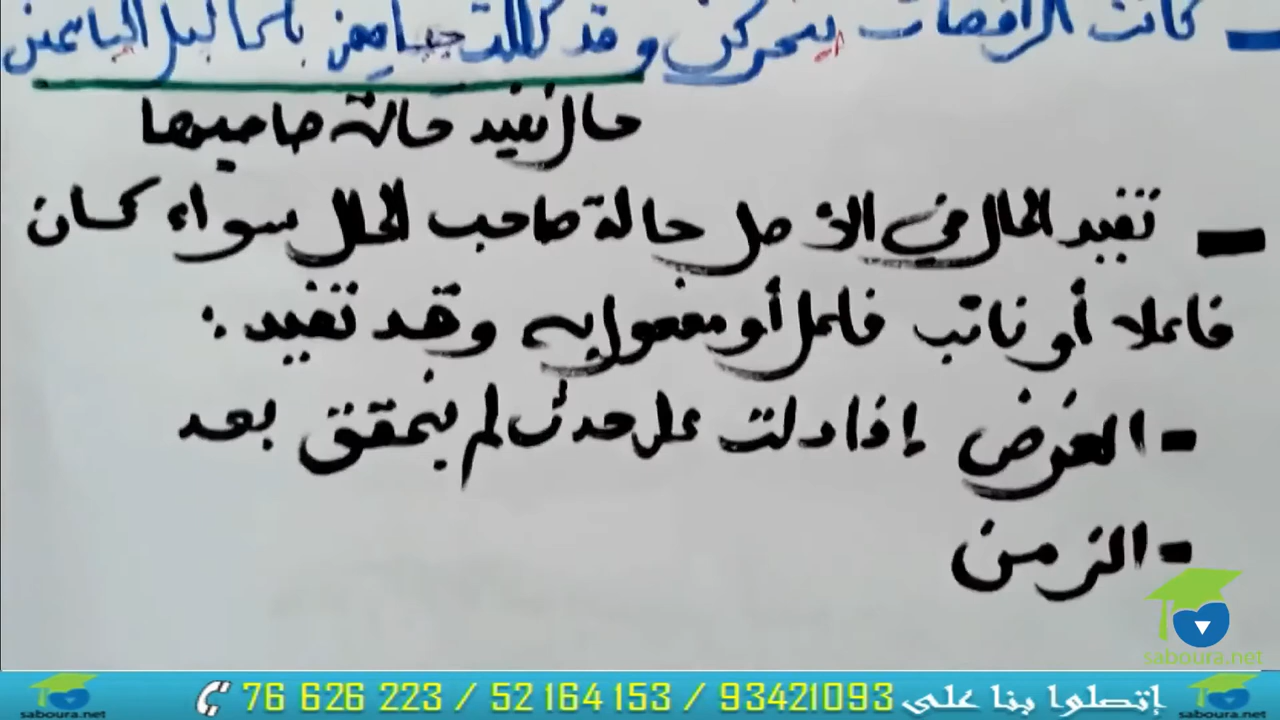 - كانت الراقصات يتحركن وقد كللت جباههن بأكاليل الياسمين
حال تفيد حالة صاحبها
- تفيد الحال في الأصل حالة صاحب الحال سواء كان
فاعلا أو نائب فاعل أو مفعولا به وقد تفيد :
- الغرض إذا دلت على حدث لم يتحقق بعد
- الزمن
saboura.net
إتصلوا بنا على 93421093 / 52 164 153 / 76 626 223
saboura.net
saboura.net